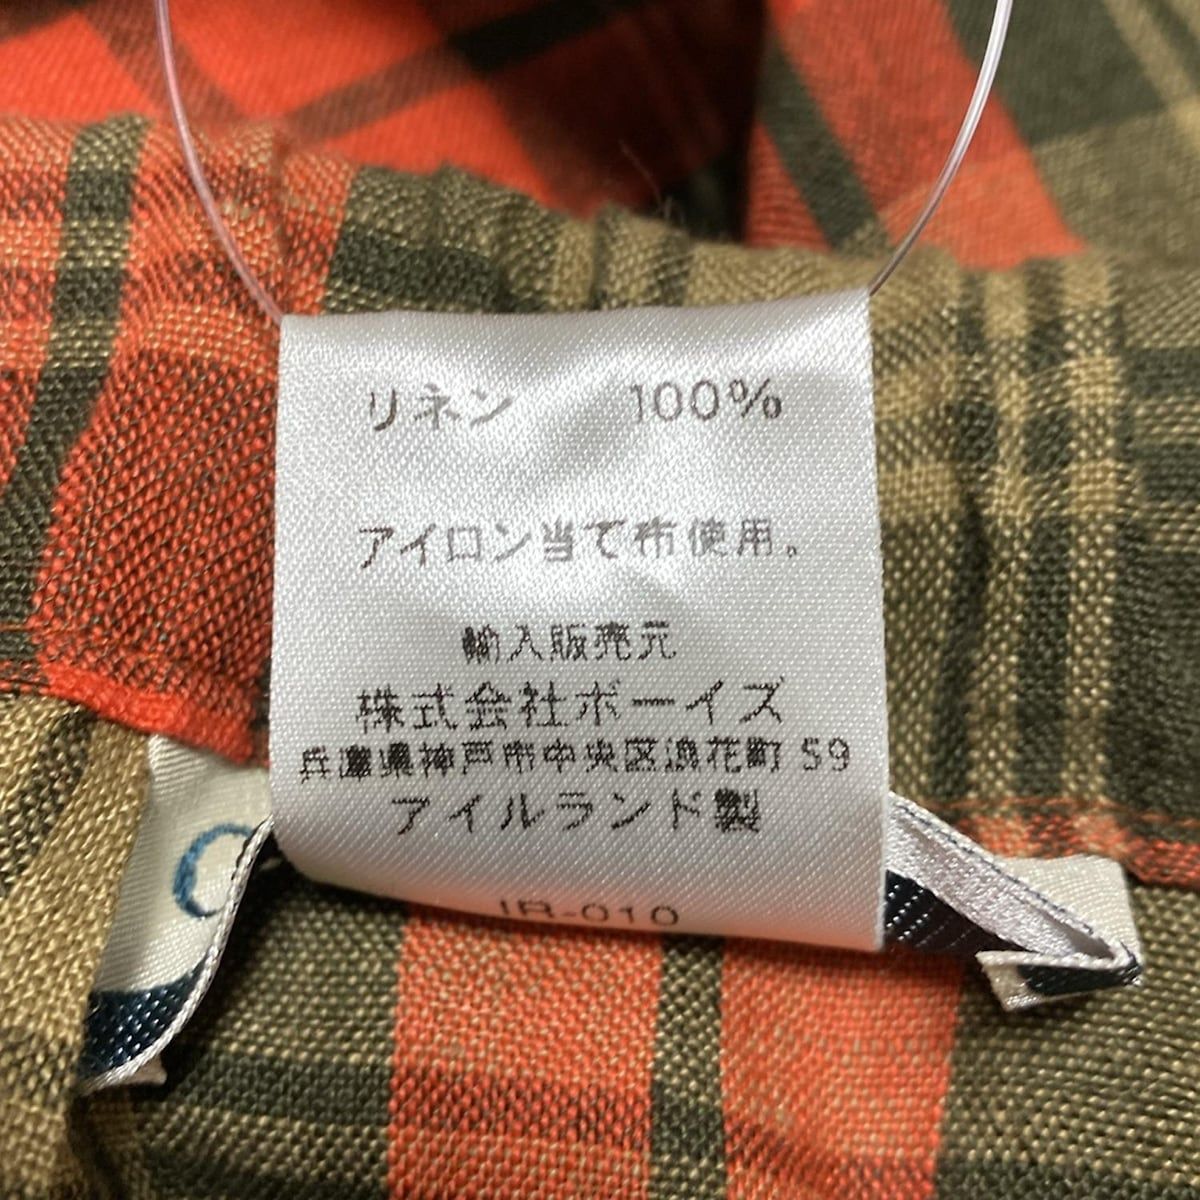 リネン 100%
アイロン当て布使用。
輸入販売元
株式会社ボーイズ
兵庫県神戸市中央区浪花町 59
アイルランド製
IR-010